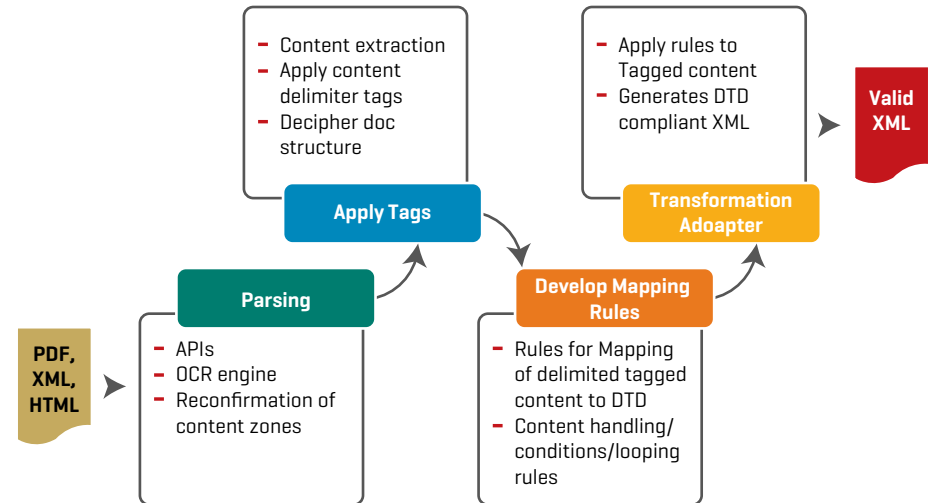 PDF,
XML,
HTML
Parsing
– APIs
– OCR engine
– Reconfirmation of
content zones
– Content extraction
– Apply content
delimiter tags
– Decipher doc
structure
Apply Tags
Develop Mapping
Rules
– Rules for Mapping
of delimited tagged
content to DTD
– Content handling/
conditions/looping
rules
– Apply rules to
Tagged content
– Generates DTD
compliant XML
Transformation
Adoapter
Valid
XML